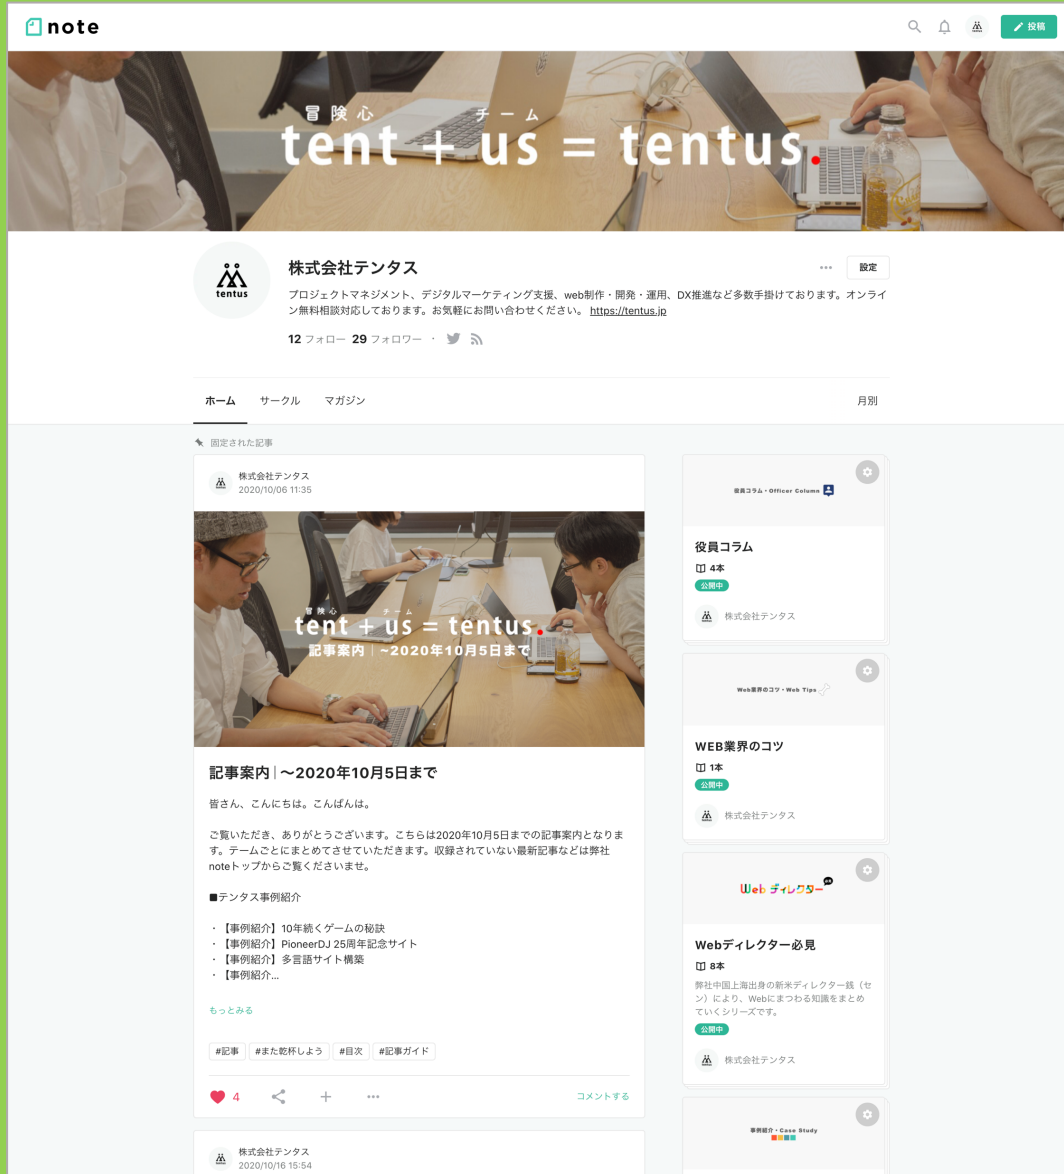 note
投稿
冒険心 チーム
tent + us = tentus.
tentus
株式会社テンタス
設定
プロジェクトマネジメント、デジタルマーケティング支援、web制作・開発・運用、DX推進など多数手掛けております。オンライ
ン無料相談対応しております。お気軽にお問い合わせください。 https://tentus.jp
12 フォロー 29 フォロワー ·
ホーム サークル マガジン 月別
固定された記事
株式会社テンタス
2020/10/06 11:35
冒険心 チーム
tent + us = tentus.
記事案内｜~2020年10月5日まで
記事案内｜〜2020年10月5日まで
皆さん、こんにちは。こんばんは。
ご覧いただき、ありがとうございます。こちらは2020年10月5日までの記事案内となりま
す。テームごとにまとめてさせていただきます。収録されていない最新記事などは弊社
noteトップからご覧くださいませ。
■テンタス事例紹介
・【事例紹介】10年続くゲームの秘訣
・【事例紹介】PioneerDJ 25周年記念サイト
・【事例紹介】多言語サイト構築
・【事例紹介...
もっとみる
#記事 #また乾杯しよう #目次 #記事ガイド
4
コメントする
株式会社テンタス
2020/10/16 15:54
役員コラム・Officer Column
役員コラム
4本
公開中
株式会社テンタス
Web業界のコツ・Web Tips
WEB業界のコツ
1本
公開中
株式会社テンタス
Web ディレクター
Webディレクター必見
8本
弊社中国上海出身の新米ディレクター銭（セ
ン）により、Webにまつわる知識をまとめ
ていくシリーズです。
公開中
株式会社テンタス
事例紹介・Case Study